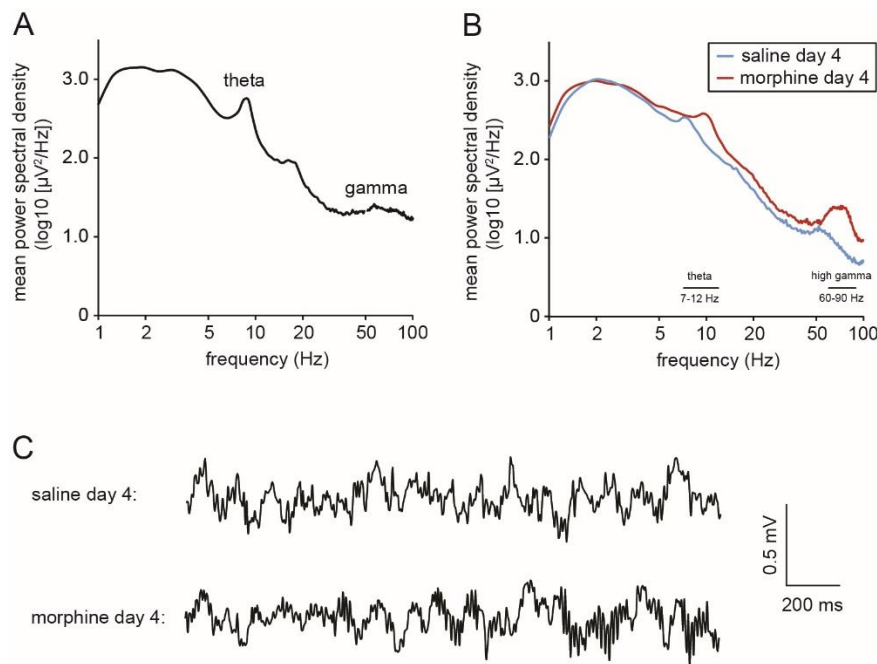 A
mean power spectral density
(log10 [µV²/Hz])
3.0
2.0
1.0
0
theta
gamma
1
2
5
10
20
50
100
frequency (Hz)
B
saline day 4
morphine day 4
mean power spectral density
(log10 [µV²/Hz])
3.0
2.0
1.0
0
theta
7-12 Hz
high gamma
60-90 Hz
1
2
5
10
20
50
100
frequency (Hz)
C
saline day 4:
morphine day 4:
0.5 mV
200 ms